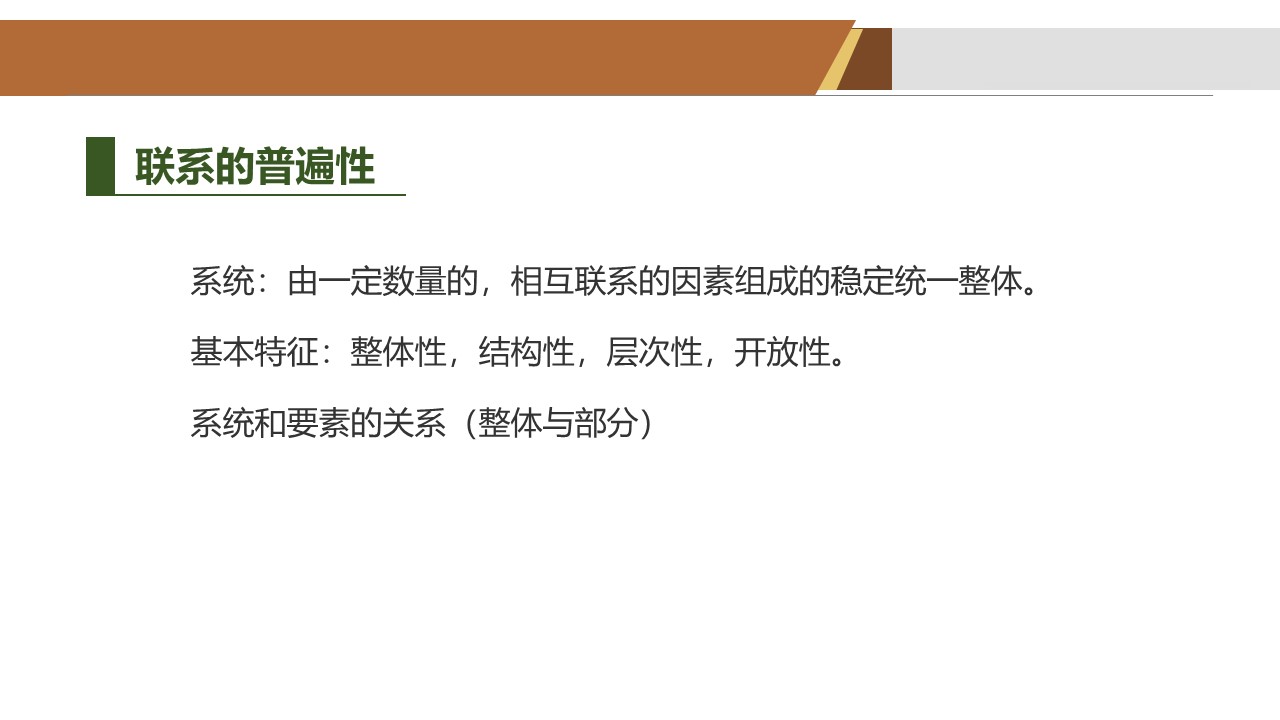 联系的普遍性
系统：由一定数量的，相互联系的因素组成的稳定统一整体。
基本特征：整体性，结构性，层次性，开放性。
系统和要素的关系（整体与部分）